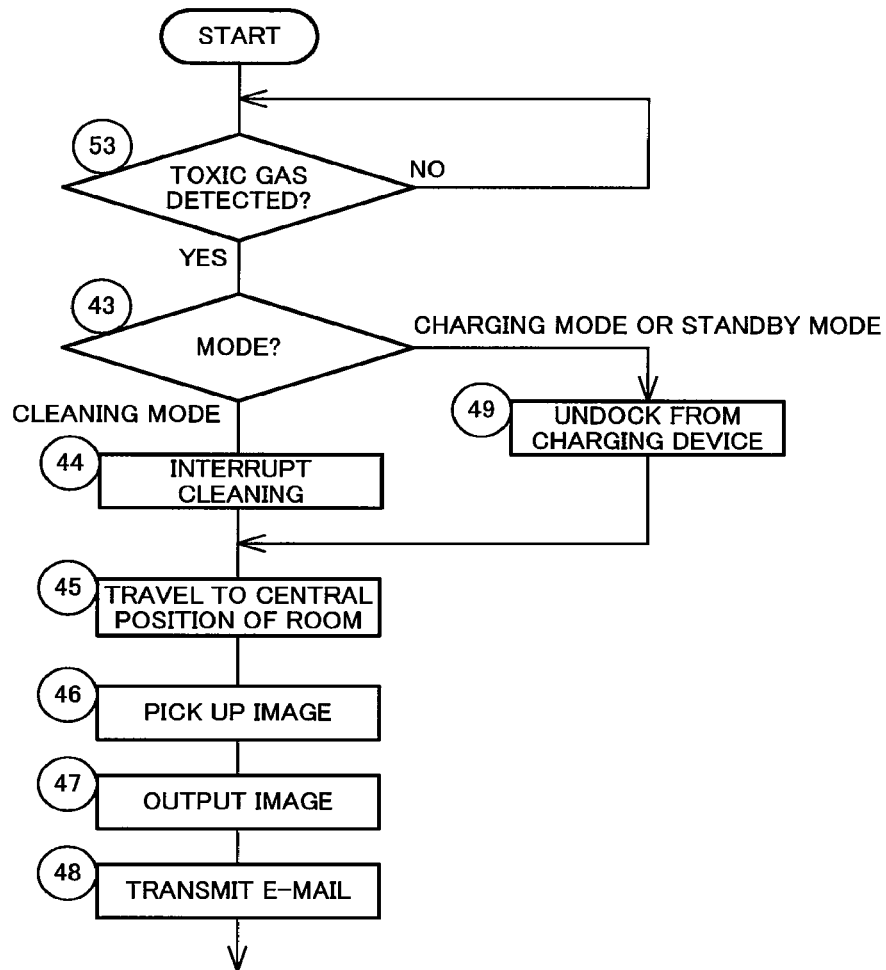 START
53
TOXIC GAS
DETECTED?
NO
YES
43
MODE?
CHARGING MODE OR STANDBY MODE
CLEANING MODE
49
UNDOCK FROM
CHARGING DEVICE
44
INTERRUPT
CLEANING
45
TRAVEL TO CENTRAL
POSITION OF ROOM
46
PICK UP IMAGE
47
OUTPUT IMAGE
48
TRANSMIT E-MAIL